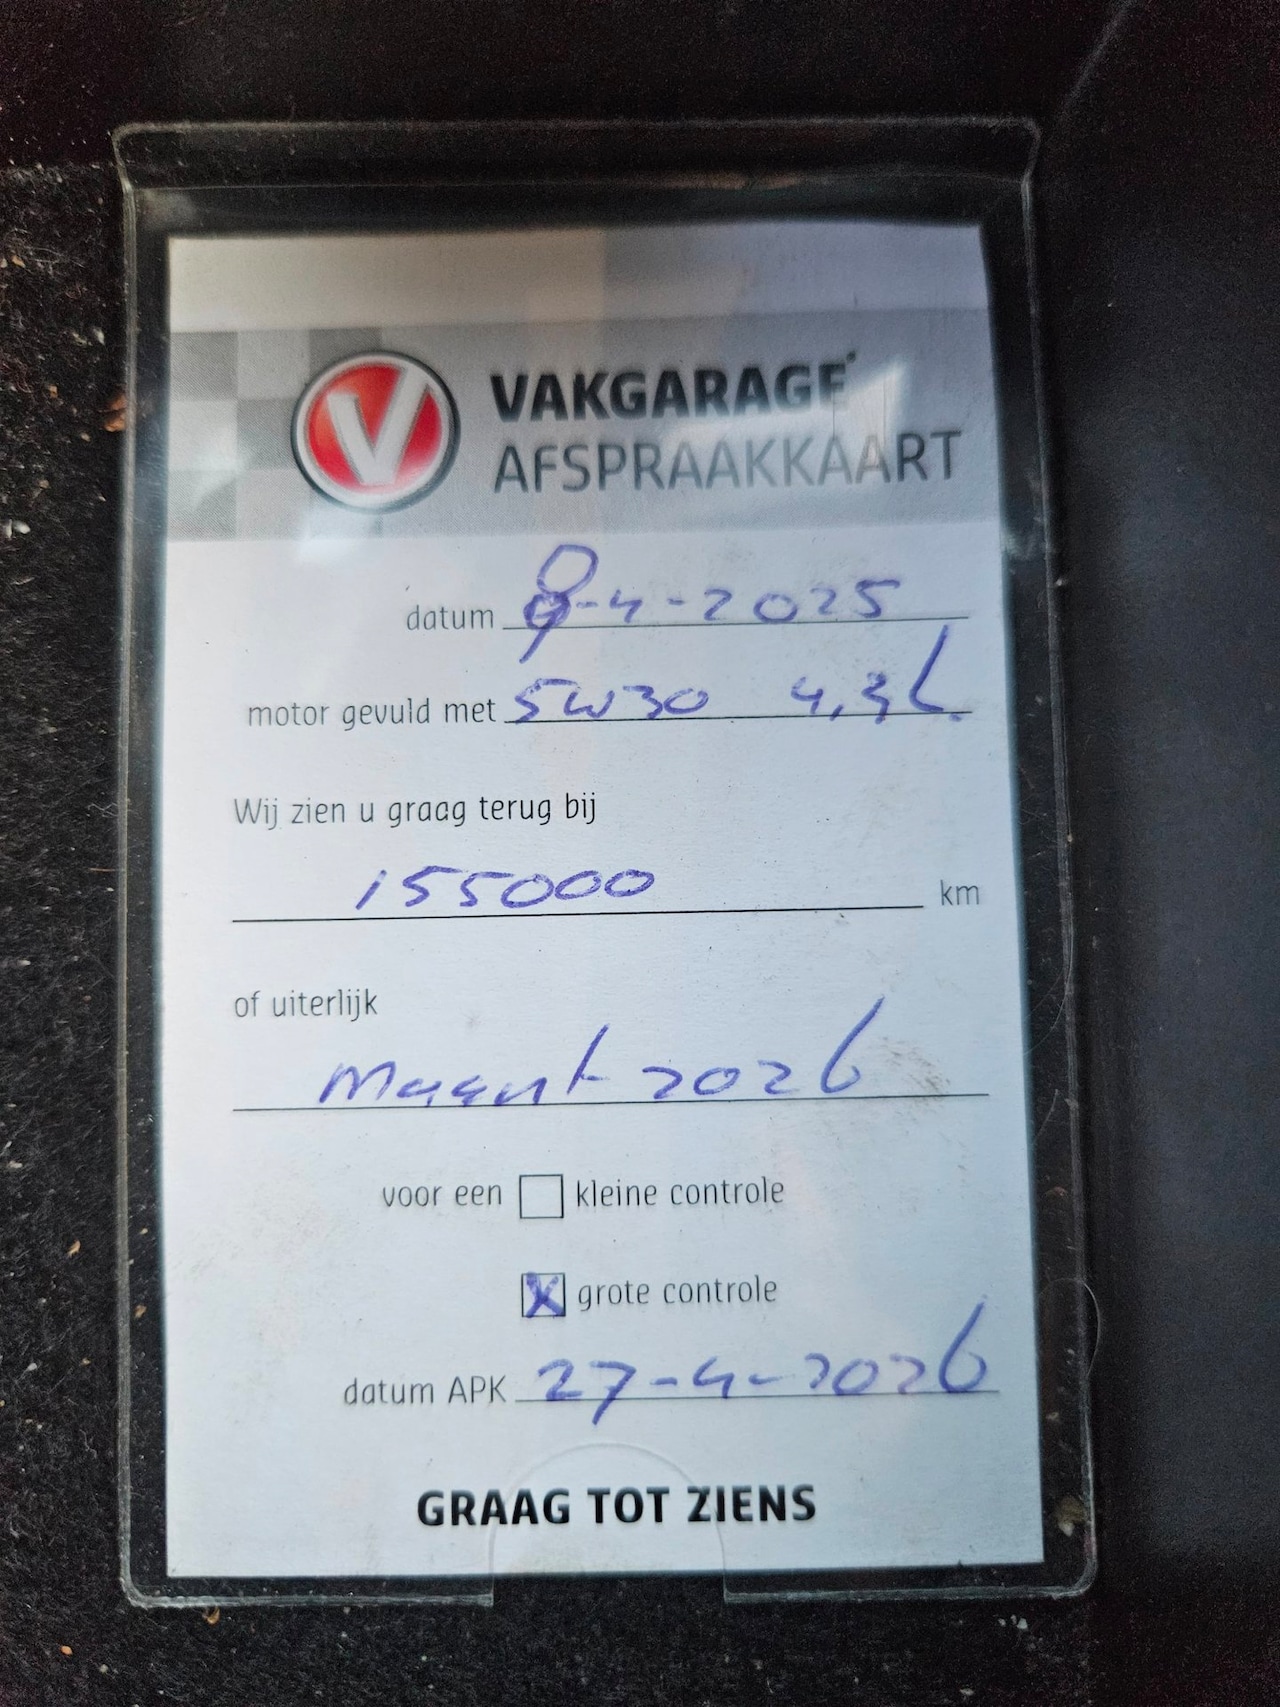 V
VAKGARAGE
AFSPRAAKKAART
datum -4-2025
motor gevuld met 5W30 4,3L
Wij zien u graag terug bij
155000 km
of uiterlijk
Maart 2026
voor een kleine controle
X grote controle
datum APK 27-4-2026
GRAAG TOT ZIENS